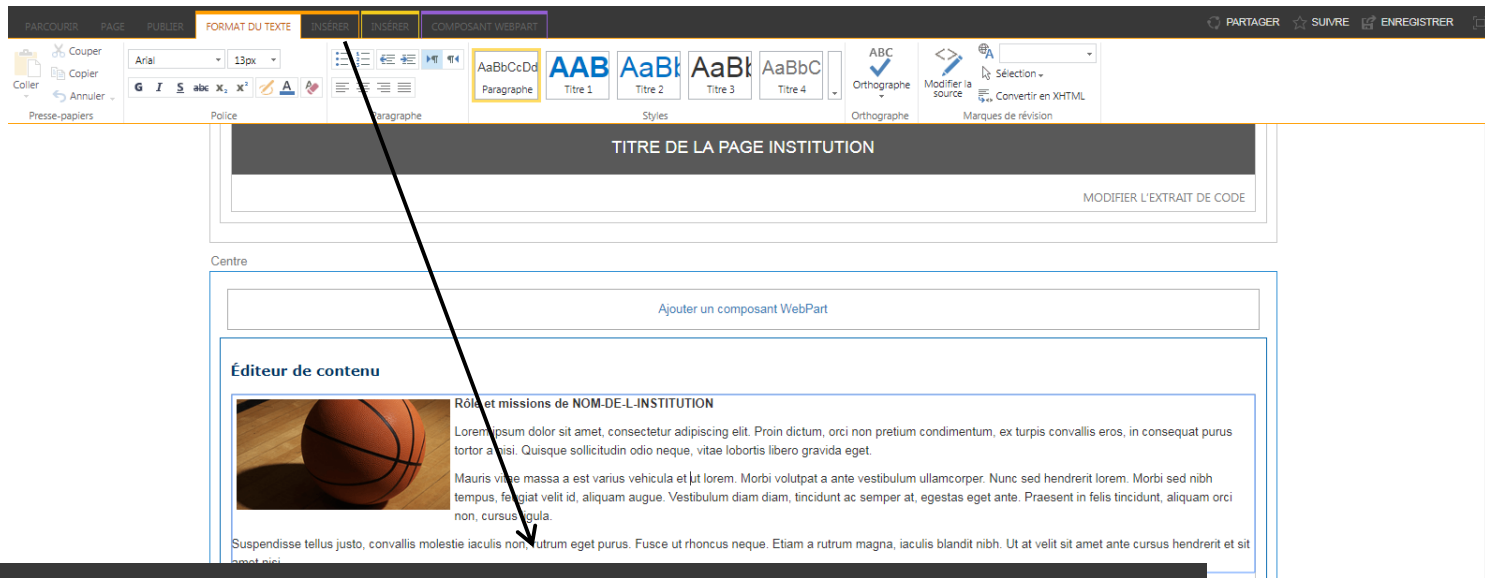 PARCOURIR PAGE PUBLIER FORMAT DU TEXTE INSÉRER INSÉRER COMPOSANT WEBPART PARTAGER SUIVRE ENREGISTRER
Coller
Couper
Copier
Annuler
Presse-papiers
Arial 13px
G I S abc X₂ X² A
Police
Paragraphe
AaBbCcDd AAB AaBb AaBb AaBbC
Paragraphe Titre 1 Titre 2 Titre 3 Titre 4
Styles
ABC
Orthographe
Orthographe
Modifier la
source
Sélection
Convertir en XHTML
Marques de révision
TITRE DE LA PAGE INSTITUTION
MODIFIER L'EXTRAIT DE CODE
Centre
Ajouter un composant WebPart
Éditeur de contenu
Rôle et missions de NOM-DE-L-INSTITUTION
Lorem ipsum dolor sit amet, consectetur adipiscing elit. Proin dictum, orci non pretium condimentum, ex turpis convallis eros, in consequat purus
tortor a nisi. Quisque sollicitudin odio neque, vitae lobortis libero gravida eget.
Mauris vitae massa a est varius vehicula et ut lorem. Morbi volutpat a ante vestibulum ullamcorper. Nunc sed hendrerit lorem. Morbi sed nibh
tempus, feugiat velit id, aliquam augue. Vestibulum diam diam, tincidunt ac semper at, egestas eget ante. Praesent in felis tincidunt, aliquam orci
non, cursus ligula.
Suspendisse tellus justo, convallis molestie iaculis non, rutrum eget purus. Fusce ut rhoncus neque. Etiam a rutrum magna, iaculis blandit nibh. Ut at velit sit amet ante cursus hendrerit et sit
amet nisi.